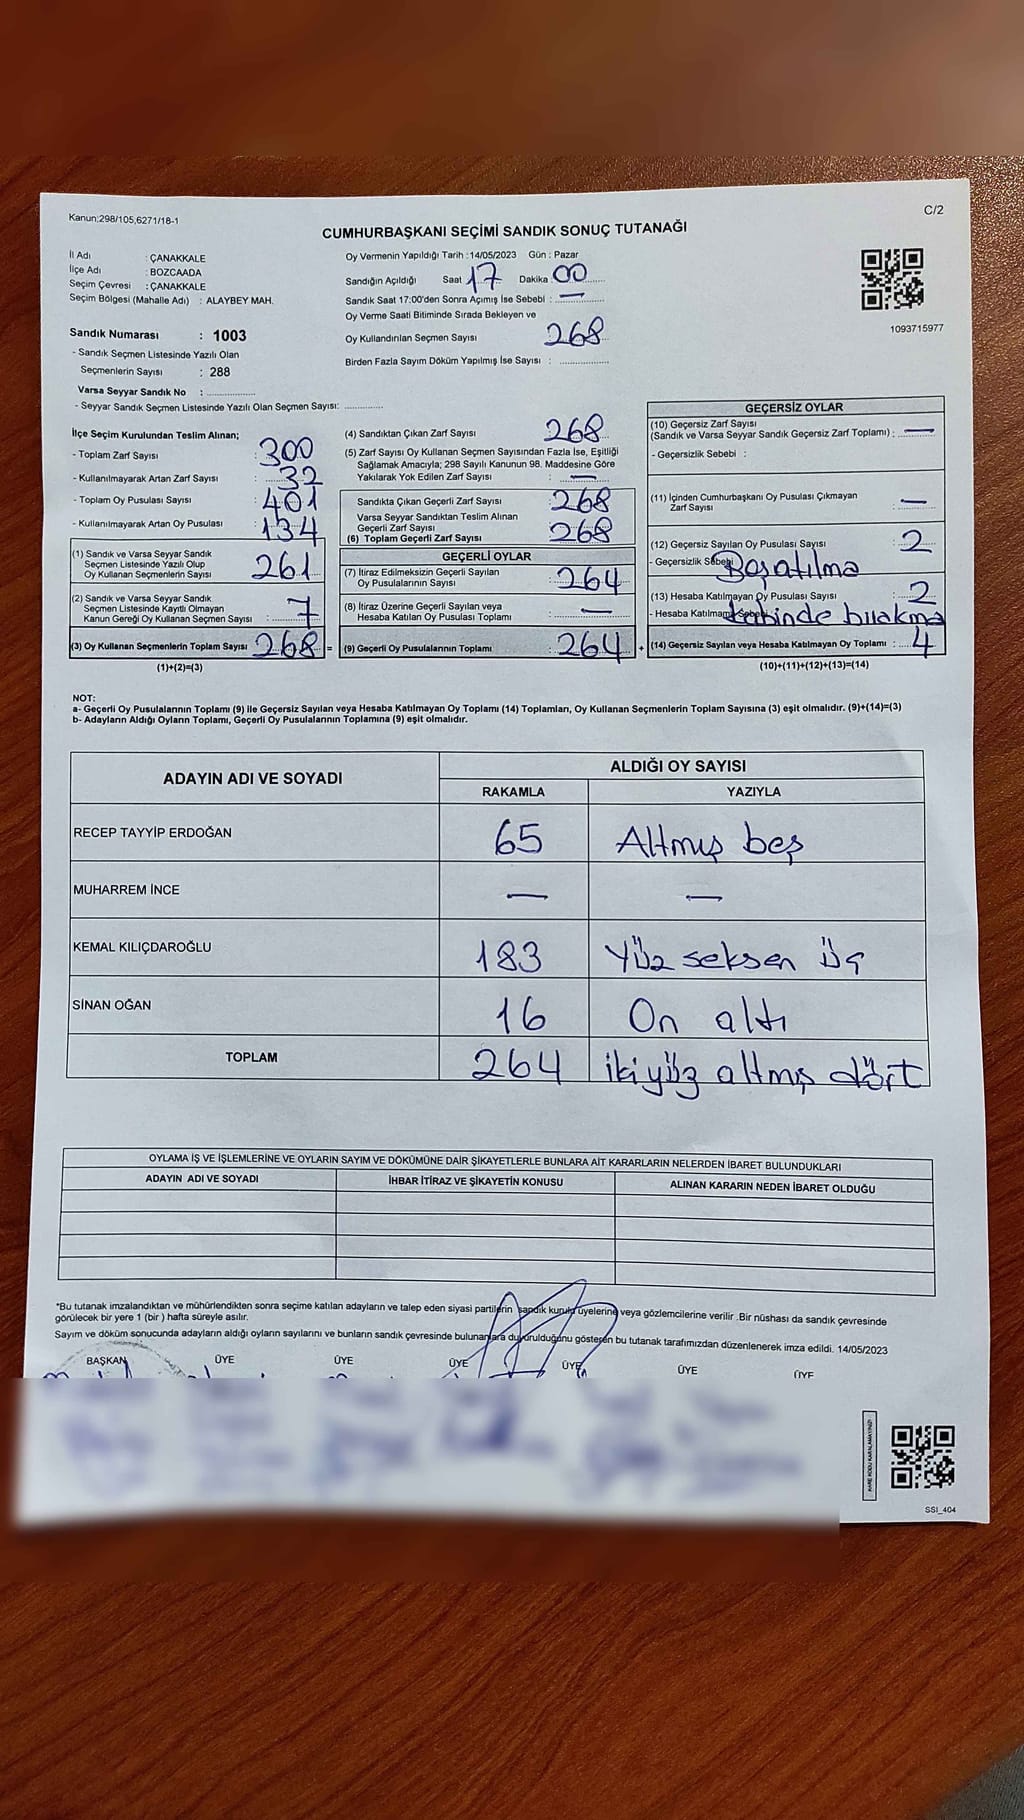 Kanun:298/105,6271/18-1
C/2
CUMHURBAŞKANI SEÇİMİ SANDIK SONUÇ TUTANAĞI
İl Adı : ÇANAKKALE
İlçe Adı : BOZCAADA
Seçim Çevresi : ÇANAKKALE
Seçim Bölgesi (Mahalle Adı) : ALAYBEY MAH.
Sandık Numarası : 1003
- Sandık Seçmen Listesinde Yazılı Olan
Seçmenlerin Sayısı : 288
Varsa Seyyar Sandık No : ..............
- Seyyar Sandık Seçmen Listesinde Yazılı Olan Seçmen Sayısı: ............
Oy Vermenin Yapıldığı Tarih : 14/05/2023 Gün : Pazar
Sandığın Açıldığı Saat 17 Dakika 00
Sandık Saat 17:00'den Sonra Açımış İse Sebebi : —
Oy Verme Saati Bitiminde Sırada Bekleyen ve
Oy Kullandırılan Seçmen Sayısı 268
Birden Fazla Sayım Döküm Yapılmış İse Sayısı : ..............
1093715977
İlçe Seçim Kurulundan Teslim Alınan;
- Toplam Zarf Sayısı : 300
- Kullanılmayarak Artan Zarf Sayısı : 32
- Toplam Oy Pusulası Sayısı : 401
- Kullanılmayarak Artan Oy Pusulası : 134
(1) Sandık ve Varsa Seyyar Sandık
Seçmen Listesinde Yazılı Olup
Oy Kullanan Seçmenlerin Sayısı : 261
(2) Sandık ve Varsa Seyyar Sandık
Seçmen Listesinde Kayıtlı Olmayan
Kanun Gereği Oy Kullanan Seçmen Sayısı : 7
(3) Oy Kullanan Seçmenlerin Toplam Sayısı 268 =
(1)+(2)=(3)
(4) Sandıktan Çıkan Zarf Sayısı 268
(5) Zarf Sayısı Oy Kullanan Seçmen Sayısından Fazla İse, Eşitliği
Sağlamak Amacıyla; 298 Sayılı Kanunun 98. Maddesine Göre
Yakılarak Yok Edilen Zarf Sayısı : —
Sandıkta Çıkan Geçerli Zarf Sayısı 268
Varsa Seyyar Sandıktan Teslim Alınan
Geçerli Zarf Sayısı
(6) Toplam Geçerli Zarf Sayısı 268
GEÇERLİ OYLAR
(7) İtiraz Edilmeksizin Geçerli Sayılan
Oy Pusulalarının Sayısı : 264
(8) İtiraz Üzerine Geçerli Sayılan veya
Hesaba Katılan Oy Pusulası Toplamı : —
(9) Geçerli Oy Pusulalarının Toplamı : 264 +
GEÇERSİZ OYLAR
(10) Geçersiz Zarf Sayısı
(Sandık ve Varsa Seyyar Sandık Geçersiz Zarf Toplamı) : —
- Geçersizlik Sebebi :
(11) İçinden Cumhurbaşkanı Oy Pusulası Çıkmayan
Zarf Sayısı : —
(12) Geçersiz Sayılan Oy Pusulası Sayısı : 2
- Geçersizlik Sebebi Boşatılma
(13) Hesaba Katılmayan Oy Pusulası Sayısı : 2
- Hesaba Katılmama Sebebi kabinde bırakma
(14) Geçersiz Sayılan veya Hesaba Katılmayan Oy Toplamı : 4
(10)+(11)+(12)+(13)=(14)
NOT:
a- Geçerli Oy Pusulalarının Toplamı (9) ile Geçersiz Sayılan veya Hesaba Katılmayan Oy Toplamı (14) Toplamları, Oy Kullanan Seçmenlerin Toplam Sayısına (3) eşit olmalıdır. (9)+(14)=(3)
b- Adayların Aldığı Oyların Toplamı, Geçerli Oy Pusulalarının Toplamına (9) eşit olmalıdır.
ADAYIN ADI VE SOYADI ALDIĞI OY SAYISI
RAKAMLA YAZIYLA
RECEP TAYYİP ERDOĞAN 65 Altmış beş
MUHARREM İNCE — —
KEMAL KILIÇDAROĞLU 183 Yüz seksen üç
SİNAN OĞAN 16 On altı
TOPLAM 264 ikiyüz altmış dört
OYLAMA İŞ VE İŞLEMLERİNE VE OYLARIN SAYIM VE DÖKÜMÜNE DAİR ŞİKAYETLERLE BUNLARA AİT KARARLARIN NELERDEN İBARET BULUNDUKLARI
ADAYIN ADI VE SOYADI İHBAR İTİRAZ VE ŞİKAYETİN KONUSU ALINAN KARARIN NEDEN İBARET OLDUĞU
*Bu tutanak imzalandıktan ve mühürlendikten sonra seçime katılan adayların ve talep eden siyasi partilerin sandık kurulu üyelerine veya gözlemcilerine verilir .Bir nüshası da sandık çevresinde
görülecek bir yere 1 (bir ) hafta süreyle asılır.
Sayım ve döküm sonucunda adayların aldığı oyların sayılarını ve bunların sandık çevresinde bulunanlara duyurulduğunu gösteren bu tutanak tarafımızdan düzenlenerek imza edildi. 14/05/2023
BAŞKAN ÜYE ÜYE ÜYE ÜYE ÜYE ÜYE
SSI_404